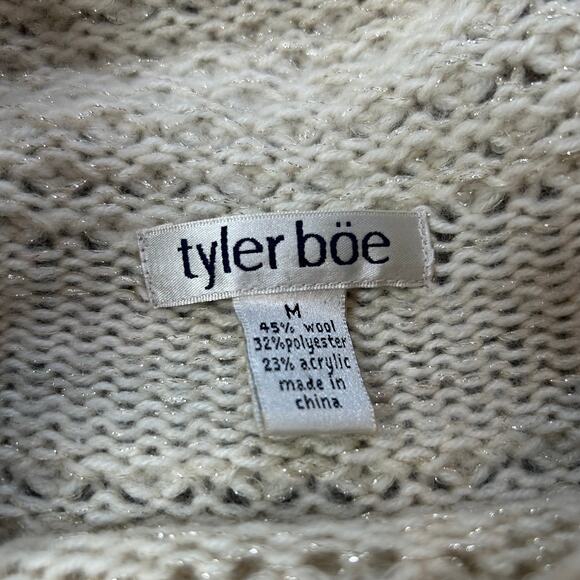 tyler böe
M
45% wool
32%polyester
23% acrylic
made in
china